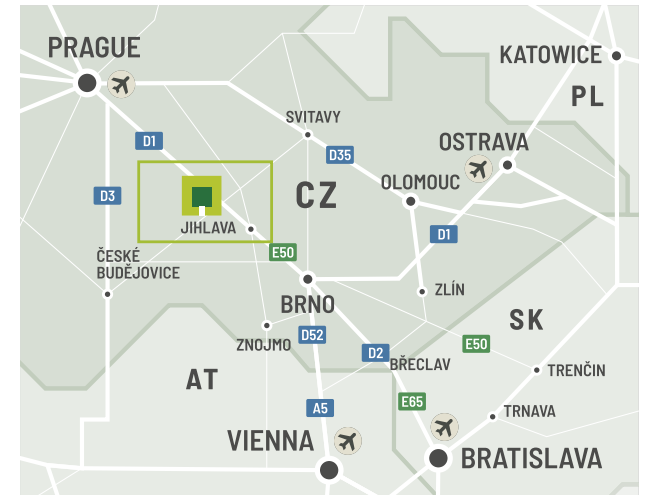 PRAGUE
KATOWICE
PL
SVITAVY
D1
D35
OSTRAVA
OLOMOUC
D3
CZ
JIHLAVA
D1
E50
ČESKÉ
BUDĚJOVICE
ZLÍN
BRNO
SK
D52
ZNOJMO
D2
E50
BŘECLAV
AT
TRENČIN
E65
A5
TRNAVA
VIENNA
BRATISLAVA